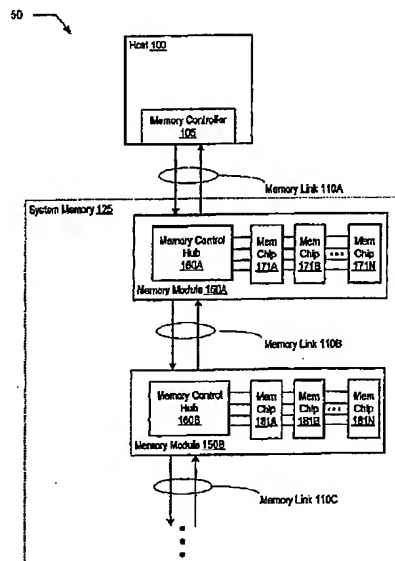 50
Host 100
Memory Controller
105
Memory Link 110A
System Memory 125
Memory Control
Hub
160A
Mem
Chip
171A
Mem
Chip
171B
Mem
Chip
171N
Memory Module 150A
Memory Link 110B
Memory Control
Hub
160B
Mem
Chip
181A
Mem
Chip
181B
Mem
Chip
181N
Memory Module 150B
Memory Link 110C